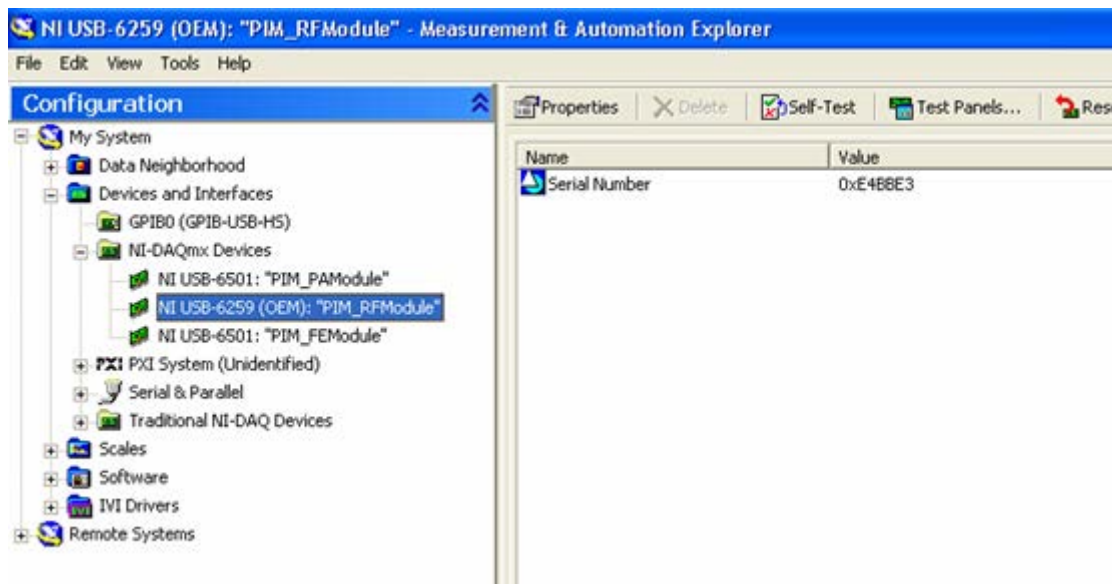 NI USB-6259 (OEM): "PIM_RFModule" - Measurement & Automation Explorer
File Edit View Tools Help
Configuration
Properties Delete Self-Test Test Panels... Res
My System
Data Neighborhood
Devices and Interfaces
GPIB0 (GPIB-USB-HS)
NI-DAQmx Devices
NI USB-6501: "PIM_PAModule"
NI USB-6259 (OEM): "PIM_RFModule"
NI USB-6501: "PIM_FEModule"
PXI PXI System (Unidentified)
Serial & Parallel
Traditional NI-DAQ Devices
Scales
Software
IVI Drivers
Remote Systems
Name Value
Serial Number 0xE4BBE3